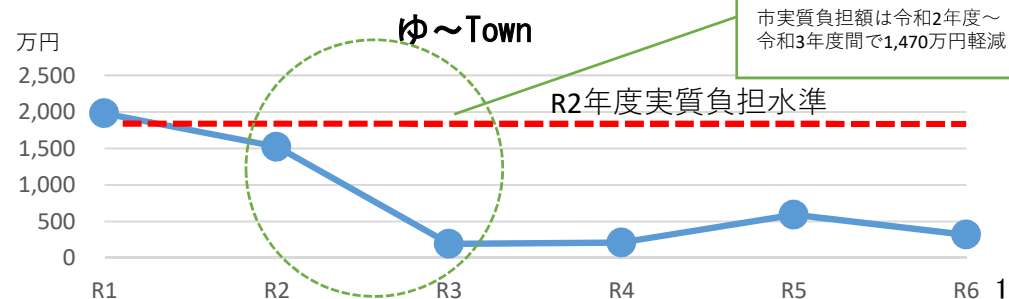 市実質負担額は令和2年度～
令和3年度間で1,470万円軽減
ゆ～Town
万円
R2年度実質負担水準
2,500
2,000
1,500
1,000
500
0
R1
R2
R3
R4
R5
R6
1